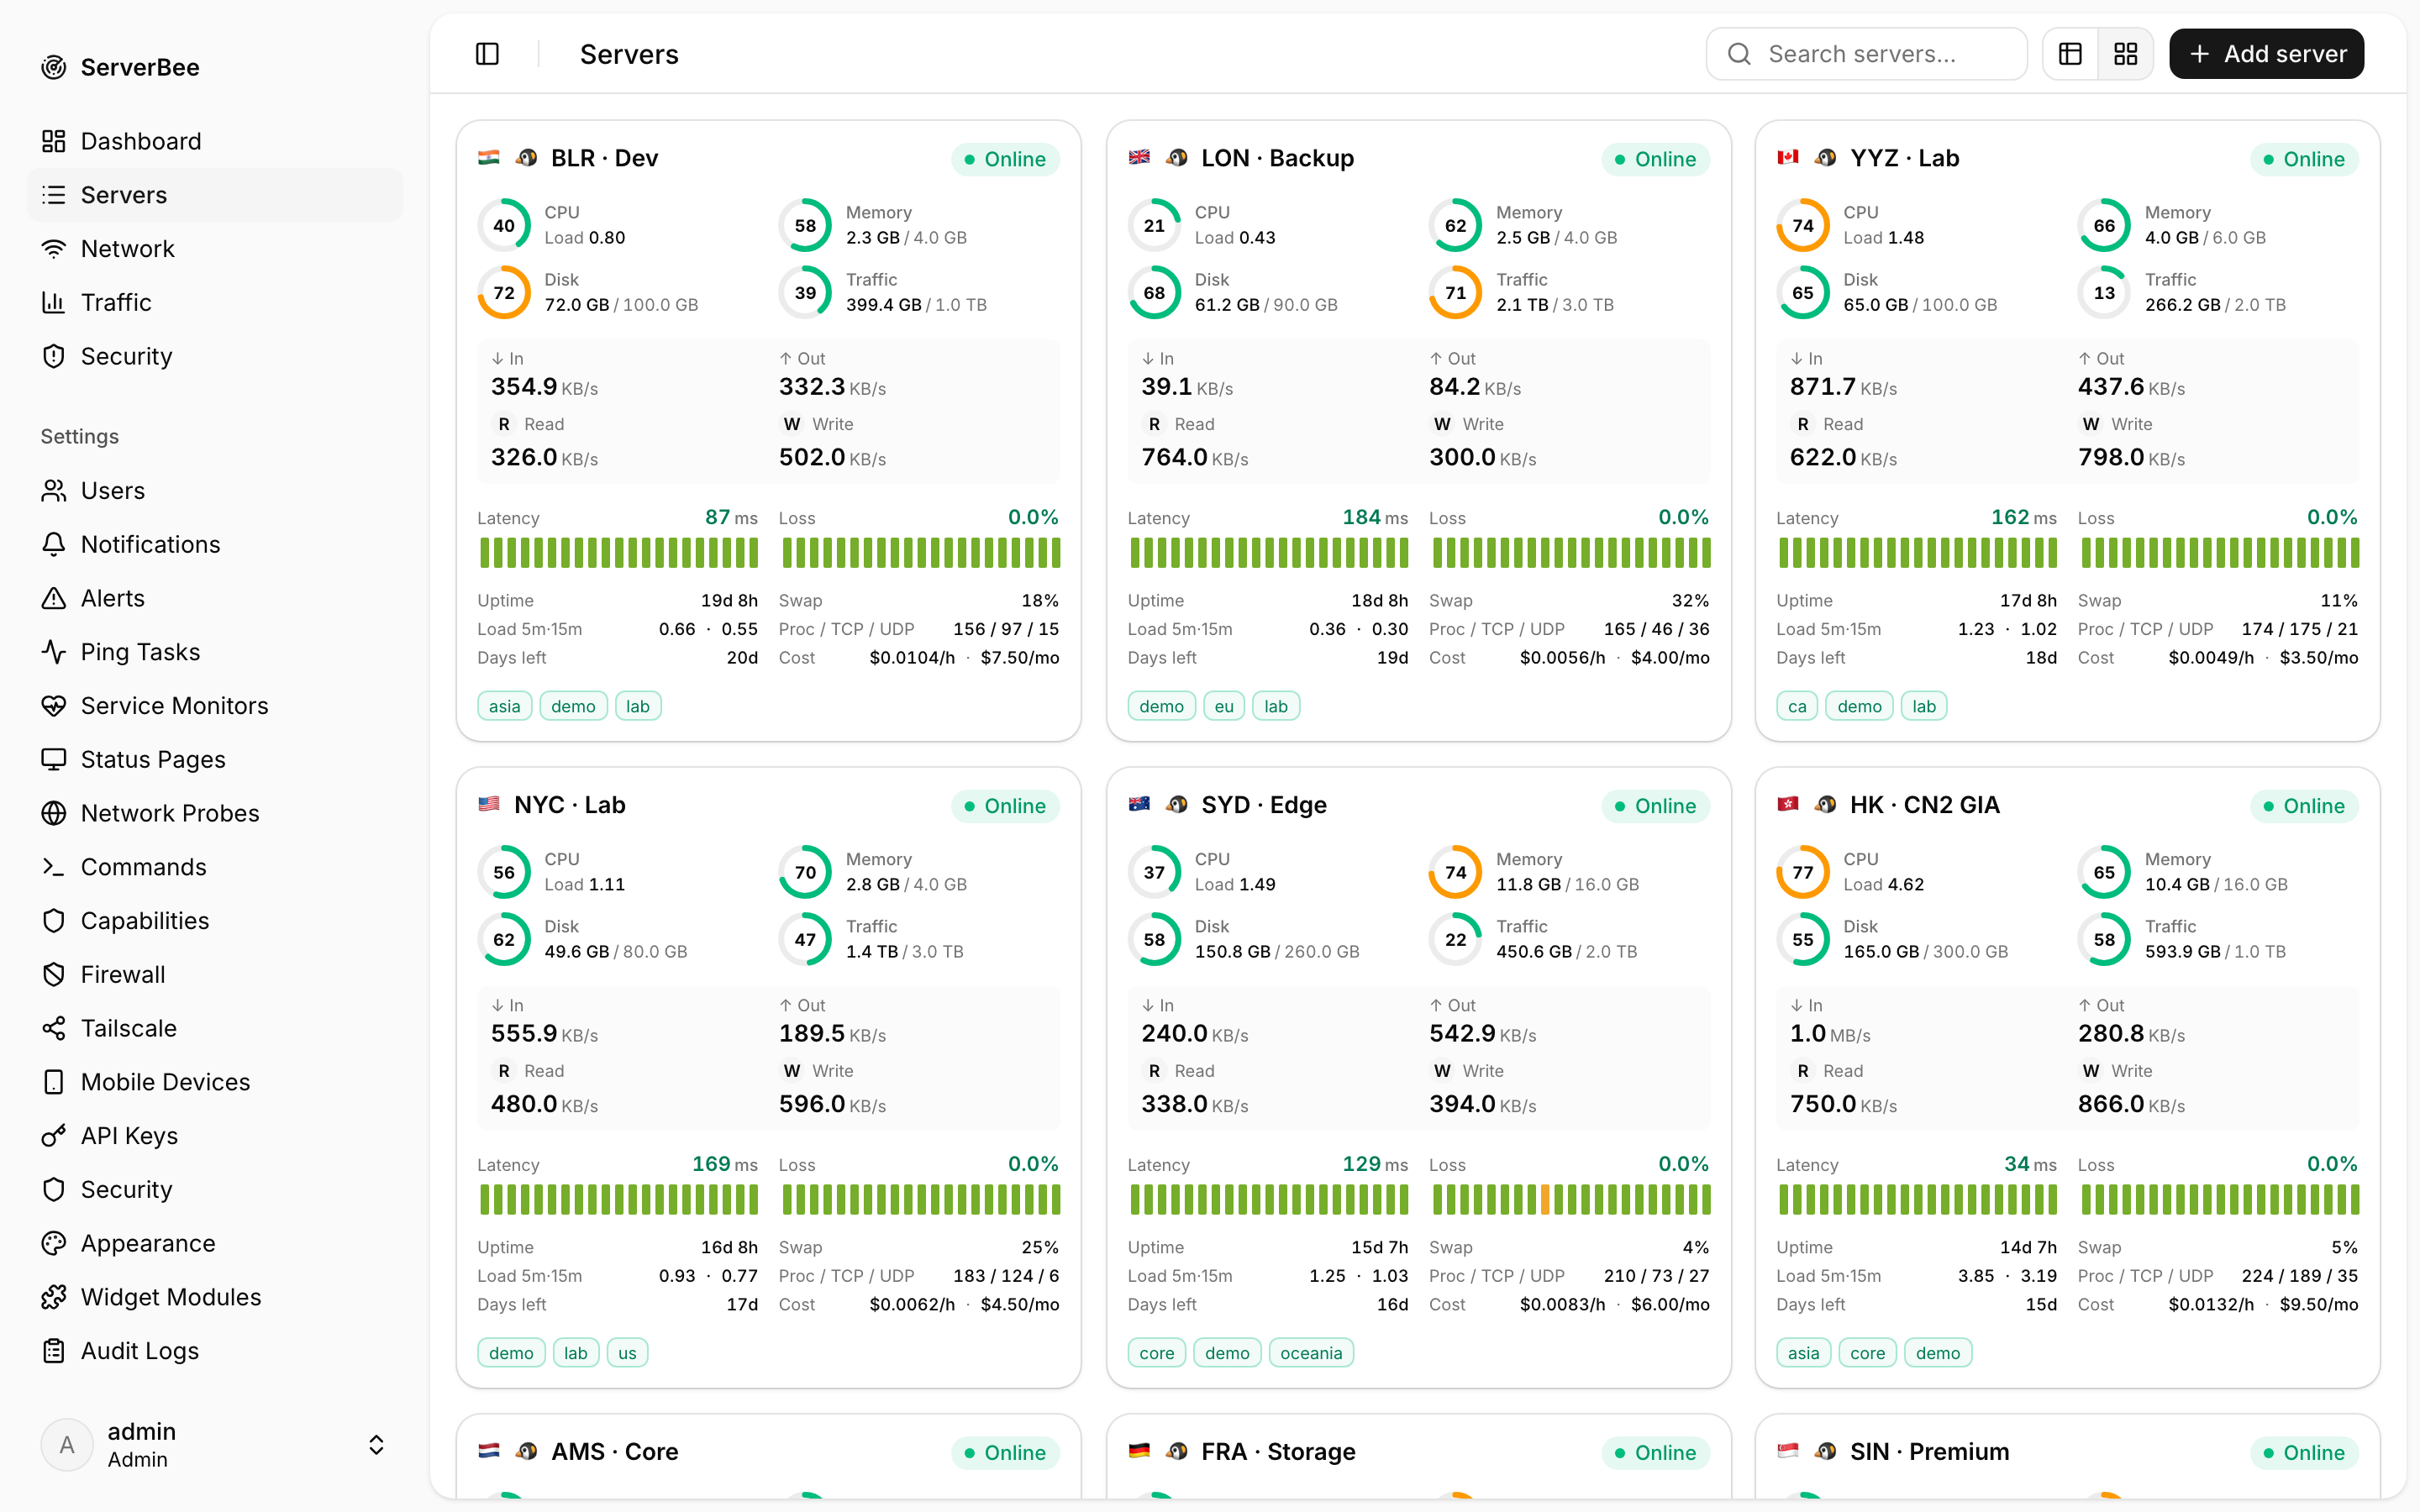 ServerBee
Dashboard
Servers
Network
Traffic
Security
Settings
Users
Notifications
Alerts
Ping Tasks
Service Monitors
Status Pages
Network Probes
Commands
Capabilities
Firewall
Tailscale
Mobile Devices
API Keys
Security
Appearance
Widget Modules
Audit Logs
A
admin
Admin
Servers
Search servers...
Add server
BLR · Dev
Online
40
CPU
Load 0.80
58
Memory
2.3 GB / 4.0 GB
72
Disk
72.0 GB / 100.0 GB
39
Traffic
399.4 GB / 1.0 TB
↓ In
354.9 KB/s
↑ Out
332.3 KB/s
R Read
326.0 KB/s
W Write
502.0 KB/s
Latency 87 ms
Loss 0.0%
Uptime 19d 8h
Swap 18%
Load 5m·15m 0.66 · 0.55
Proc / TCP / UDP 156 / 97 / 15
Days left 20d
Cost $0.0104/h · $7.50/mo
asia demo lab
LON · Backup
Online
21
CPU
Load 0.43
62
Memory
2.5 GB / 4.0 GB
68
Disk
61.2 GB / 90.0 GB
71
Traffic
2.1 TB / 3.0 TB
↓ In
39.1 KB/s
↑ Out
84.2 KB/s
R Read
764.0 KB/s
W Write
300.0 KB/s
Latency 184 ms
Loss 0.0%
Uptime 18d 8h
Swap 32%
Load 5m·15m 0.36 · 0.30
Proc / TCP / UDP 165 / 46 / 36
Days left 19d
Cost $0.0056/h · $4.00/mo
demo eu lab
YYZ · Lab
Online
74
CPU
Load 1.48
66
Memory
4.0 GB / 6.0 GB
65
Disk
65.0 GB / 100.0 GB
13
Traffic
266.2 GB / 2.0 TB
↓ In
871.7 KB/s
↑ Out
437.6 KB/s
R Read
622.0 KB/s
W Write
798.0 KB/s
Latency 162 ms
Loss 0.0%
Uptime 17d 8h
Swap 11%
Load 5m·15m 1.23 · 1.02
Proc / TCP / UDP 174 / 175 / 21
Days left 18d
Cost $0.0049/h · $3.50/mo
ca demo lab
NYC · Lab
Online
56
CPU
Load 1.11
70
Memory
2.8 GB / 4.0 GB
62
Disk
49.6 GB / 80.0 GB
47
Traffic
1.4 TB / 3.0 TB
↓ In
555.9 KB/s
↑ Out
189.5 KB/s
R Read
480.0 KB/s
W Write
596.0 KB/s
Latency 169 ms
Loss 0.0%
Uptime 16d 8h
Swap 25%
Load 5m·15m 0.93 · 0.77
Proc / TCP / UDP 183 / 124 / 6
Days left 17d
Cost $0.0062/h · $4.50/mo
demo lab us
SYD · Edge
Online
37
CPU
Load 1.49
74
Memory
11.8 GB / 16.0 GB
58
Disk
150.8 GB / 260.0 GB
22
Traffic
450.6 GB / 2.0 TB
↓ In
240.0 KB/s
↑ Out
542.9 KB/s
R Read
338.0 KB/s
W Write
394.0 KB/s
Latency 129 ms
Loss 0.0%
Uptime 15d 7h
Swap 4%
Load 5m·15m 1.25 · 1.03
Proc / TCP / UDP 210 / 73 / 27
Days left 16d
Cost $0.0083/h · $6.00/mo
core demo oceania
HK · CN2 GIA
Online
77
CPU
Load 4.62
65
Memory
10.4 GB / 16.0 GB
55
Disk
165.0 GB / 300.0 GB
58
Traffic
593.9 GB / 1.0 TB
↓ In
1.0 MB/s
↑ Out
280.8 KB/s
R Read
750.0 KB/s
W Write
866.0 KB/s
Latency 34 ms
Loss 0.0%
Uptime 14d 7h
Swap 5%
Load 5m·15m 3.85 · 3.19
Proc / TCP / UDP 224 / 189 / 35
Days left 15d
Cost $0.0132/h · $9.50/mo
asia core demo
AMS · Core
Online
FRA · Storage
Online
SIN · Premium
Online